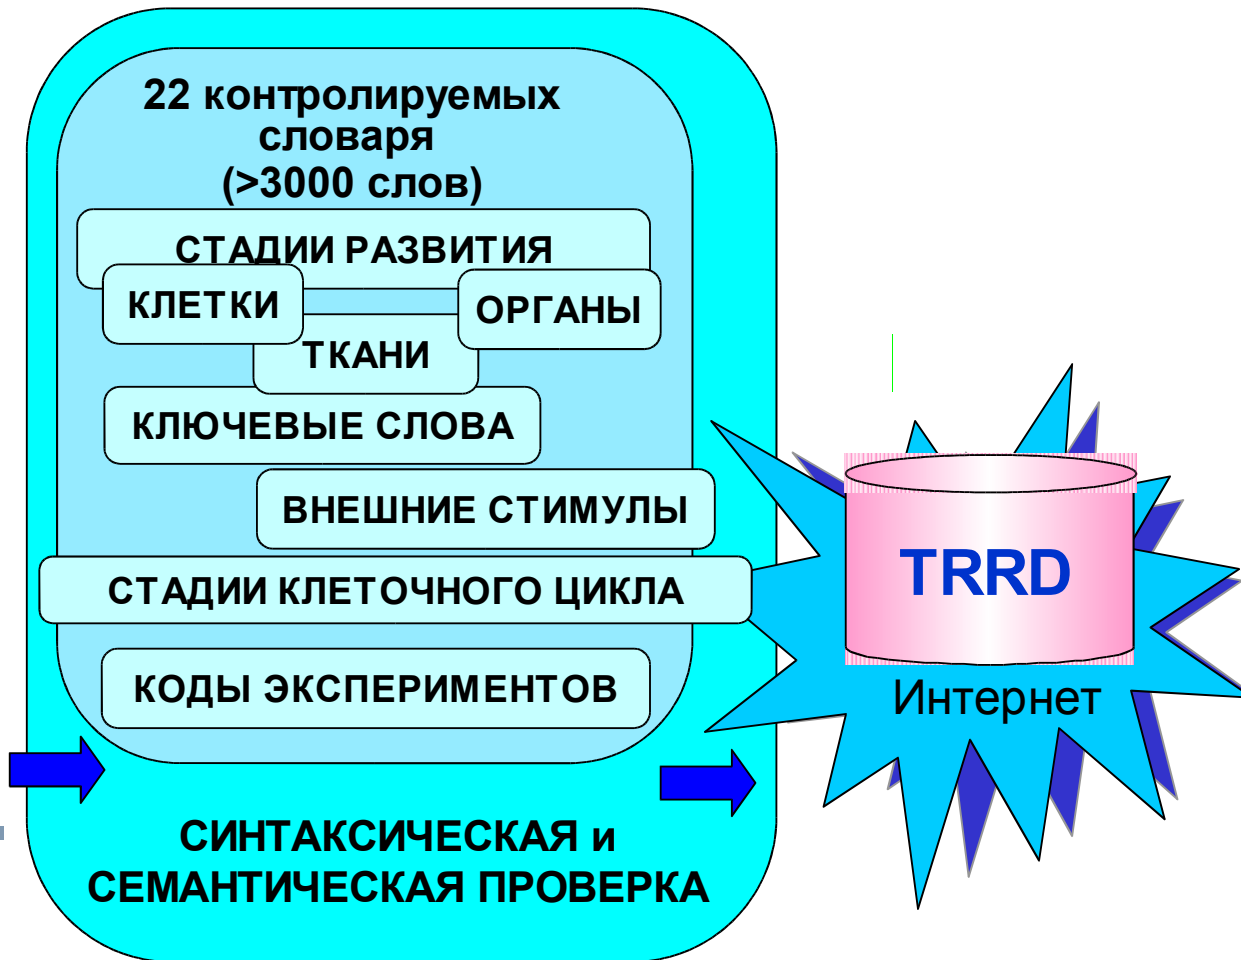 22 контролируемых
словаря
(>3000 слов)
СТАДИИ РАЗВИТИЯ
КЛЕТКИ
ОРГАНЫ
ТКАНИ
КЛЮЧЕВЫЕ СЛОВА
ВНЕШНИЕ СТИМУЛЫ
СТАДИИ КЛЕТОЧНОГО ЦИКЛА
КОДЫ ЭКСПЕРИМЕНТОВ
СИНТАКСИЧЕСКАЯ и
СЕМАНТИЧЕСКАЯ ПРОВЕРКА
TRRD
Интернет